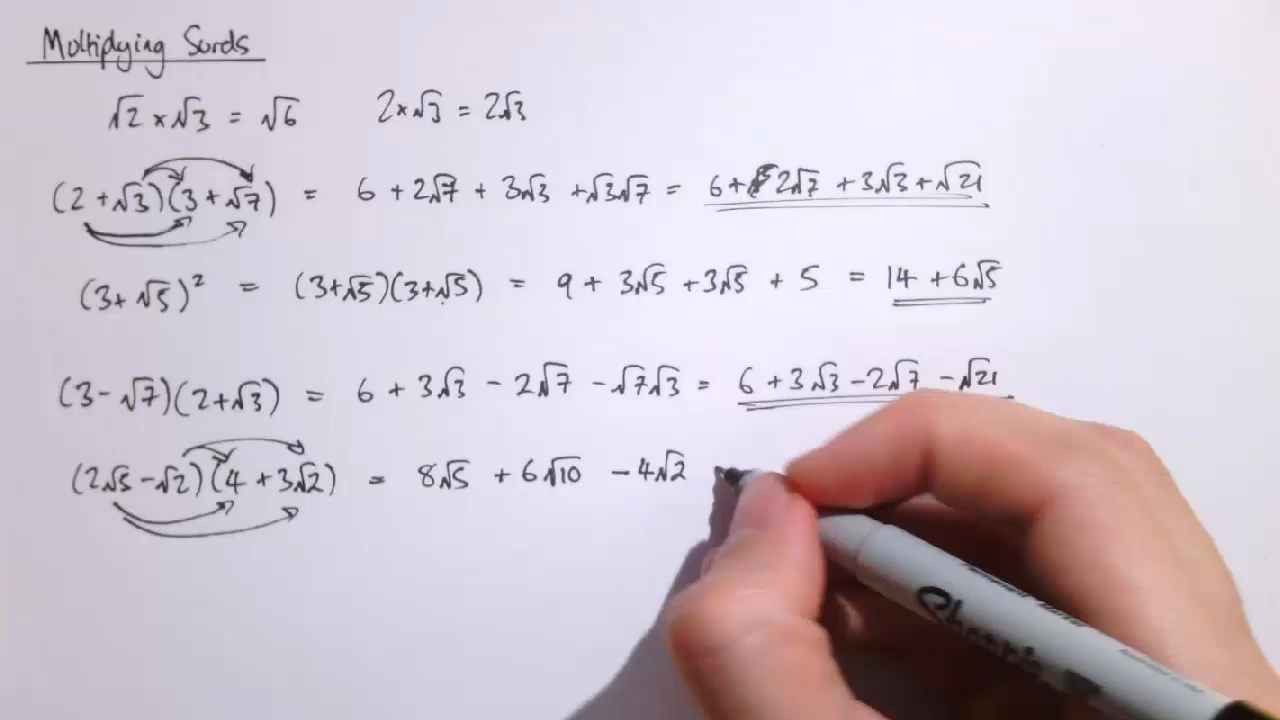 Multiplying Surds
√2 × √3 = √6 2×√3 = 2√3
(2 + √3)(3 + √7) = 6 + 2√7 + 3√3 + √3√7 = 6 + 2√7 + 3√3 + √21
(3 + √5)² = (3+√5)(3+√5) = 9 + 3√5 + 3√5 + 5 = 14 + 6√5
(3 - √7)(2+√3) = 6 + 3√3 - 2√7 - √7√3 = 6 + 3√3 - 2√7 - √21
(2√5 - √2)(4 + 3√2) = 8√5 + 6√10 - 4√2
Sharpie